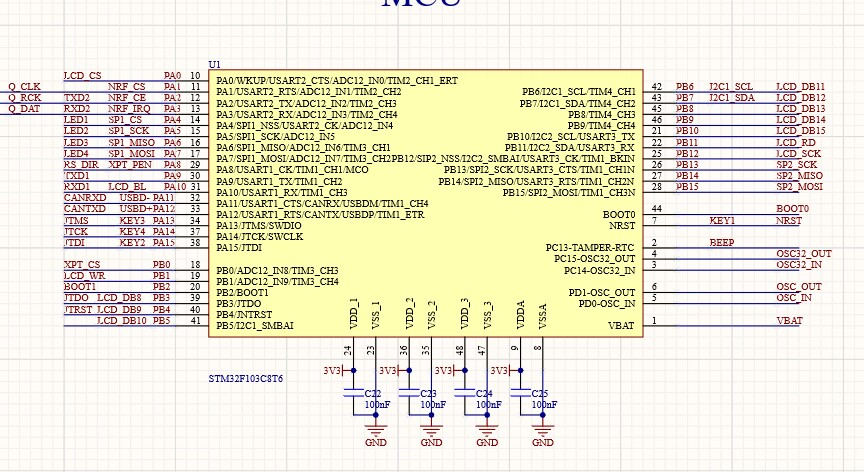 MCU
U1
LCD_CS PA0 10 PA0/WKUP/USART2_CTS/ADC12_IN0/TIM2_CH1_ERT
Q_CLK NRF_CS PA1 11 PA1/USART2_RTS/ADC12_IN1/TIM2_CH2 PB6/I2C1_SCL/TIM4_CH1 42 PB6 J2C1_SCL LCD_DB11
Q_RCK TXD2 NRF_CE PA2 12 PA2/USART2_TX/ADC12_IN2/TIM2_CH3 PB7/I2C1_SDA/TIM4_CH2 43 PB7 J2C1_SDA LCD_DB12
Q_DAT RXD2 NRF_IRQ PA3 13 PA3/USART2_RX/ADC12_IN3/TIM2_CH4 PB8/TIM4_CH3 45 PB8 LCD_DB13
LED1 SP1_CS PA4 14 PA4/SPI1_NSS/USART2_CK/ADC12_IN4 PB9/TIM4_CH4 46 PB9 LCD_DB14
LED2 SP1_SCK PA5 15 PA5/SPI1_SCK/ADC12_IN5 PB10/I2C2_SCL/USART3_TX 21 PB10 LCD_DB15
LED3 SP1_MISO PA6 16 PA6/SPI1_MISO/ADC12_IN6/TIM3_CH1 PB11/I2C2_SDA/USART3_RX 22 PB11 LCD_RD
LED4 SP1_MOSI PA7 17 PA7/SPI1_MOSI/ADC12_IN7/TIM3_CH2 PB12/SIP2_NSS/I2C2_SMBAI/USART3_CK/TIM1_BKIN 25 PB12 LCD_SCK
RS_DIR XPT_PEN PA8 29 PA8/USART1_CK/TIM1_CH1/MCO PB13/SPI2_SCK/USART3_CTS/TIM1_CH1N 26 PB13 SP2_SCK
TXD1 PA9 30 PA9/USART1_TX/TIM1_CH2 PB14/SPI2_MISO/USART3_RTS/TIM1_CH2N 27 PB14 SP2_MISO
RXD1 LCD_BL PA10 31 PA10/USART1_RX/TIM1_CH3 PB15/SPI2_MOSI/TIM1_CH3N 28 PB15 SP2_MOSI
CANRXD USBD- PA11 32 PA11/USART1_CTS/CANRX/USBDM/TIM1_CH4
CANTXD USBD+ PA12 33 PA12/USART1_RTS/CANTX/USBDP/TIM1_ETR BOOT0 44 BOOT0
JTMS KEY3 PA13 34 PA13/JTMS/SWDIO NRST 7 KEY1 NRST
JTCK KEY4 PA14 37 PA14/JTCK/SWCLK
JTDI KEY2 PA15 38 PA15/JTDI PC13-TAMPER-RTC 2 BEEP
PC15-OSC32_OUT 4 OSC32_OUT
XPT_CS PB0 18 PB0/ADC12_IN8/TIM3_CH3 PC14-OSC32_IN 3 OSC32_IN
LCD_WR PB1 19 PB1/ADC12_IN9/TIM3_CH4
BOOT1 PB2 20 PB2/BOOT1 PD1-OSC_OUT 6 OSC_OUT
JTDO LCD_DB8 PB3 39 PB3/JTDO PD0-OSC_IN 5 OSC_IN
JTRST LCD_DB9 PB4 40 PB4/JNTRST
LCD_DB10 PB5 41 PB5/I2C1_SMBAI VBAT 1 VBAT
VDD_1 VSS_1 VDD_2 VSS_2 VDD_3 VSS_3 VDDA VSSA
24 23 36 35 48 47 9 8
STM32F103C8T6
3V3 3V3 3V3 3V3
C22 C23 C24 C25
100nF 100nF 100nF 100nF
GND GND GND GND